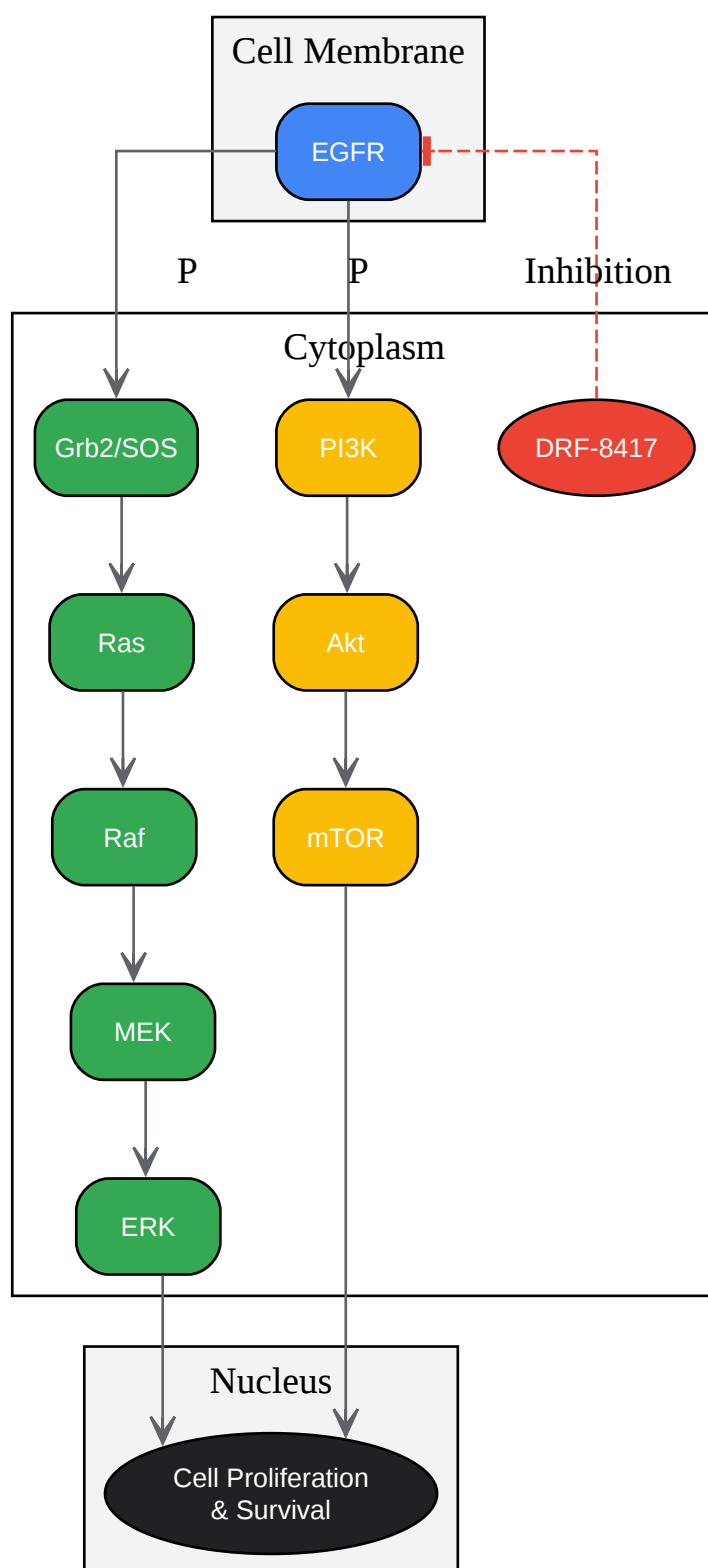 Cell Membrane
EGFR
P
P
Inhibition
Cytoplasm
Grb2/SOS
PI3K
DRF-8417
Ras
Akt
Raf
mTOR
MEK
ERK
Nucleus
Cell Proliferation
& Survival